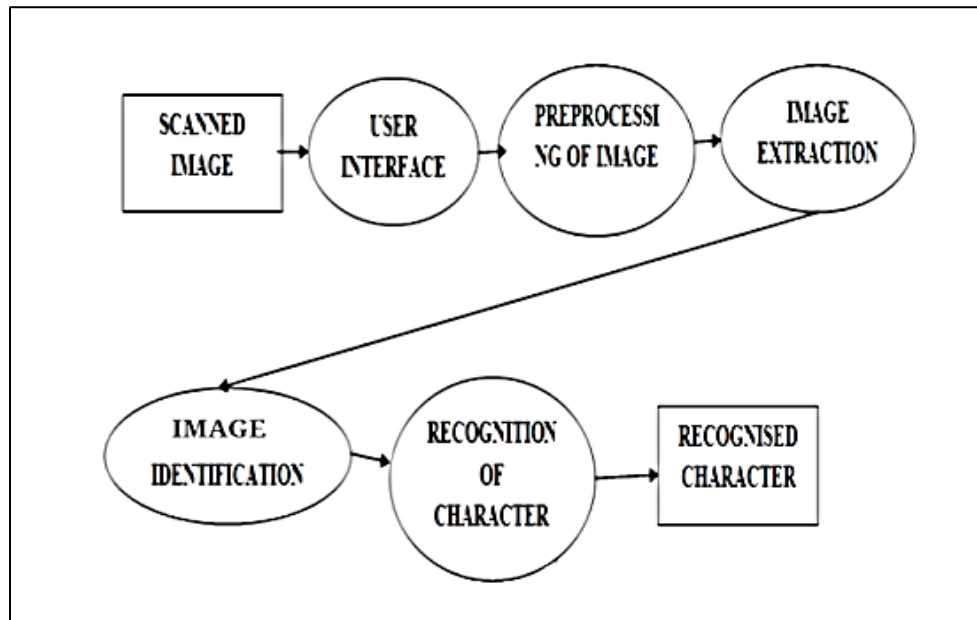 SCANNED
IMAGE
USER
INTERFACE
PREPROCESSI
NG OF IMAGE
IMAGE
EXTRACTION
IMAGE
IDENTIFICATION
RECOGNITION
OF
CHARACTER
RECOGNISED
CHARACTER